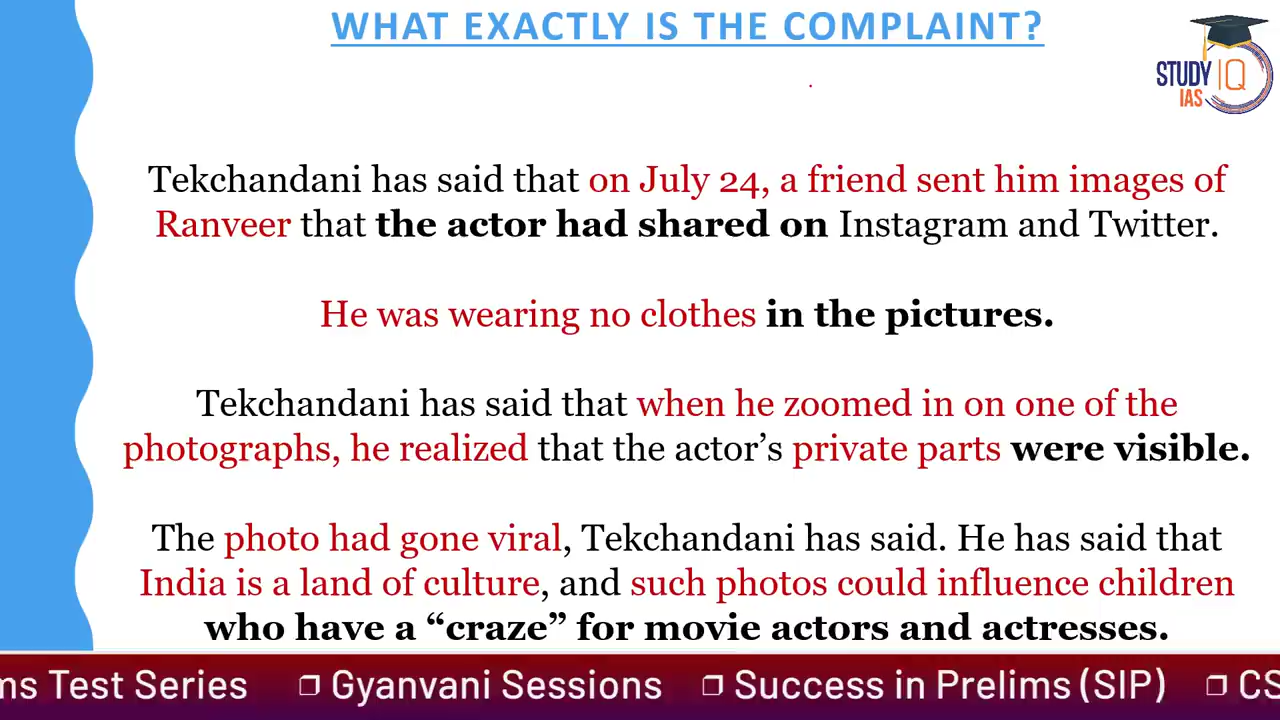 WHAT EXACTLY IS THE COMPLAINT?
STUDY IQ
IAS
Tekchandani has said that on July 24, a friend sent him images of
Ranveer that the actor had shared on Instagram and Twitter.
He was wearing no clothes in the pictures.
Tekchandani has said that when he zoomed in on one of the
photographs, he realized that the actor’s private parts were visible.
The photo had gone viral, Tekchandani has said. He has said that
India is a land of culture, and such photos could influence children
who have a “craze” for movie actors and actresses.
ms Test Series ❐ Gyanvani Sessions ❐ Success in Prelims (SIP) ❐ CS